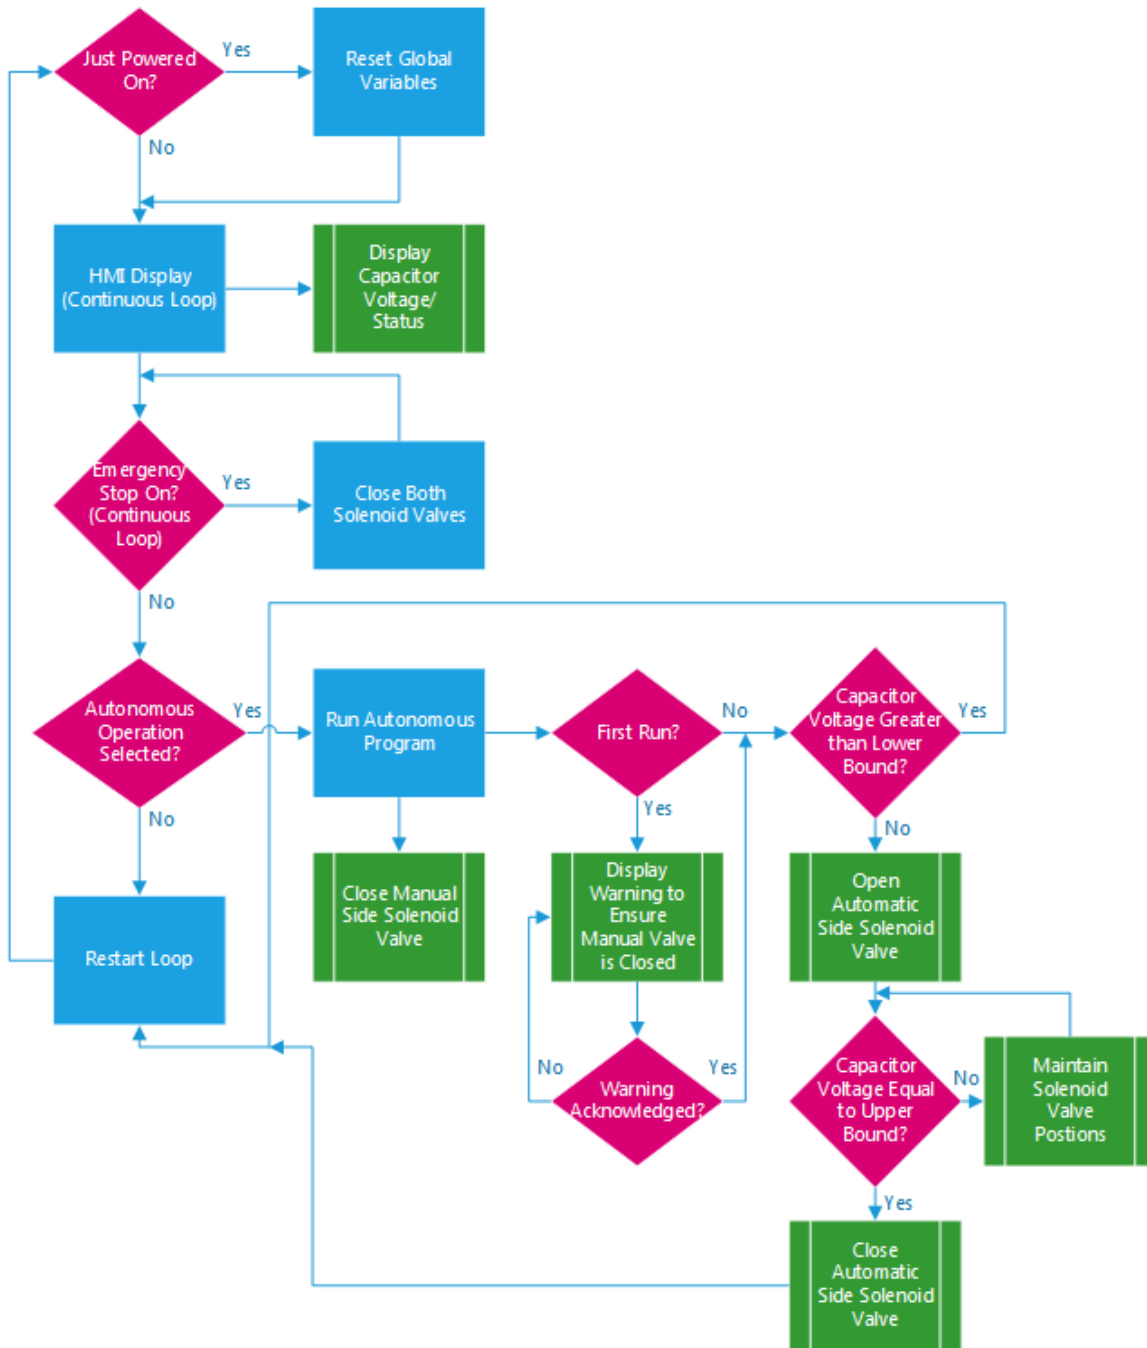 Just Powered
On?
Yes
Reset Global
Variables
No
HMI Display
(Continuous Loop)
Display
Capacitor
Voltage/
Status
Emergency
Stop On?
(Continuous
Loop)
Yes
Close Both
Solenoid Valves
No
Autonomous
Operation
Selected?
Yes
Run Autonomous
Program
First Run?
No
Capacitor
Voltage Greater
than Lower
Bound?
Yes
No
Yes
No
Restart Loop
Close Manual
Side Solenoid
Valve
Display
Warning to
Ensure
Manual Valve
is Closed
Open
Automatic
Side Solenoid
Valve
No
Warning
Acknowledged?
Yes
Capacitor
Voltage Equal
to Upper
Bound?
No
Maintain
Solenoid
Valve
Postions
Yes
Close
Automatic
Side Solenoid
Valve